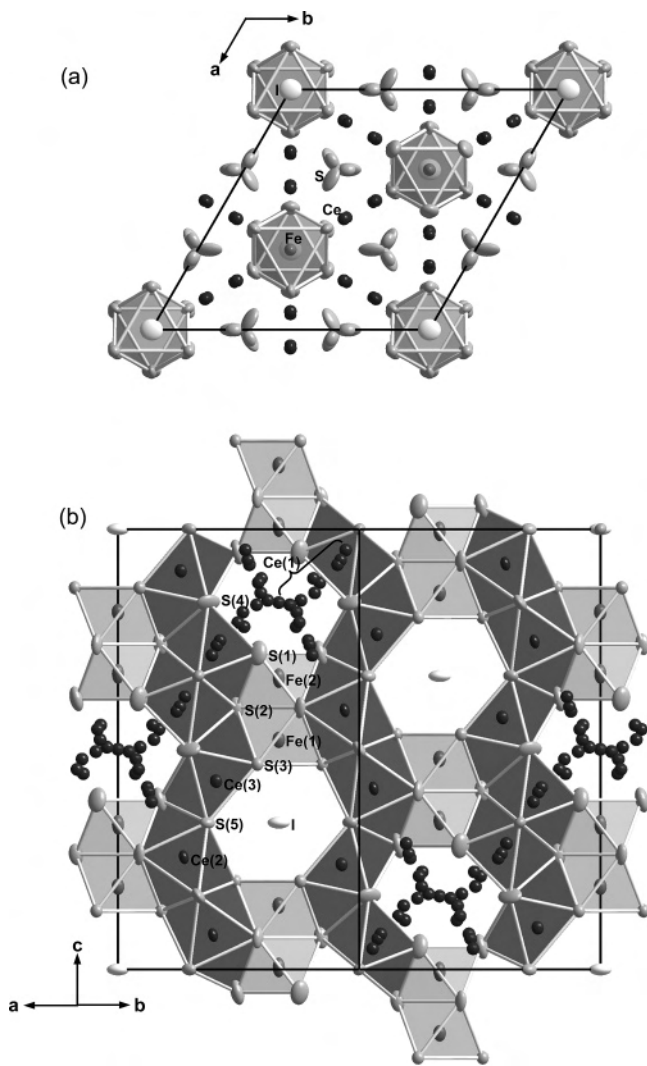 b
a
(a)
I
S
Ce
Fe
(b)
Ce(1)
S(4)
S(1)
Fe(2)
S(2)
Fe(1)
S(3)
Ce(3)
S(5)
I
Ce(2)
c
a
b